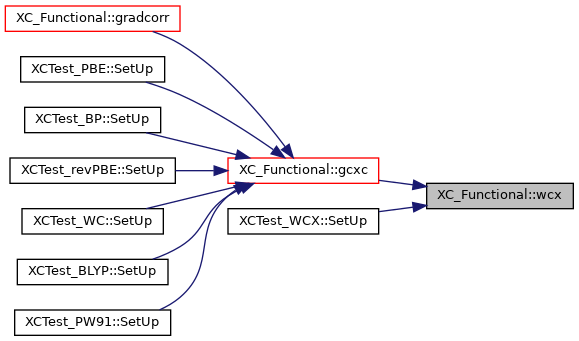 XC_Functional::gradcorr
XCTest_PBE::SetUp
XCTest_BP::SetUp
XCTest_revPBE::SetUp
XC_Functional::gcxc
XC_Functional::wcx
XCTest_WC::SetUp
XCTest_WCX::SetUp
XCTest_BLYP::SetUp
XCTest_PW91::SetUp